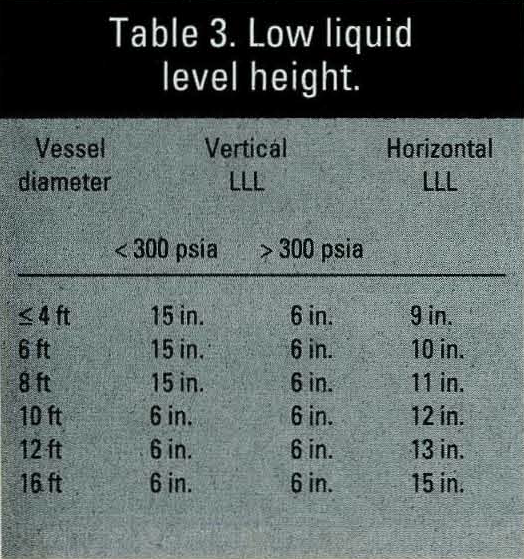 Table 3. Low liquid
level height.
Vessel Vertical Horizontal
diameter LLL LLL
< 300 psia > 300 psia
≤ 4 ft 15 in. 6 in. 9 in.
6 ft 15 in. 6 in. 10 in.
8 ft 15 in. 6 in. 11 in.
10 ft 6 in. 6 in. 12 in.
12 ft 6 in. 6 in. 13 in.
16 ft 6 in. 6 in. 15 in.